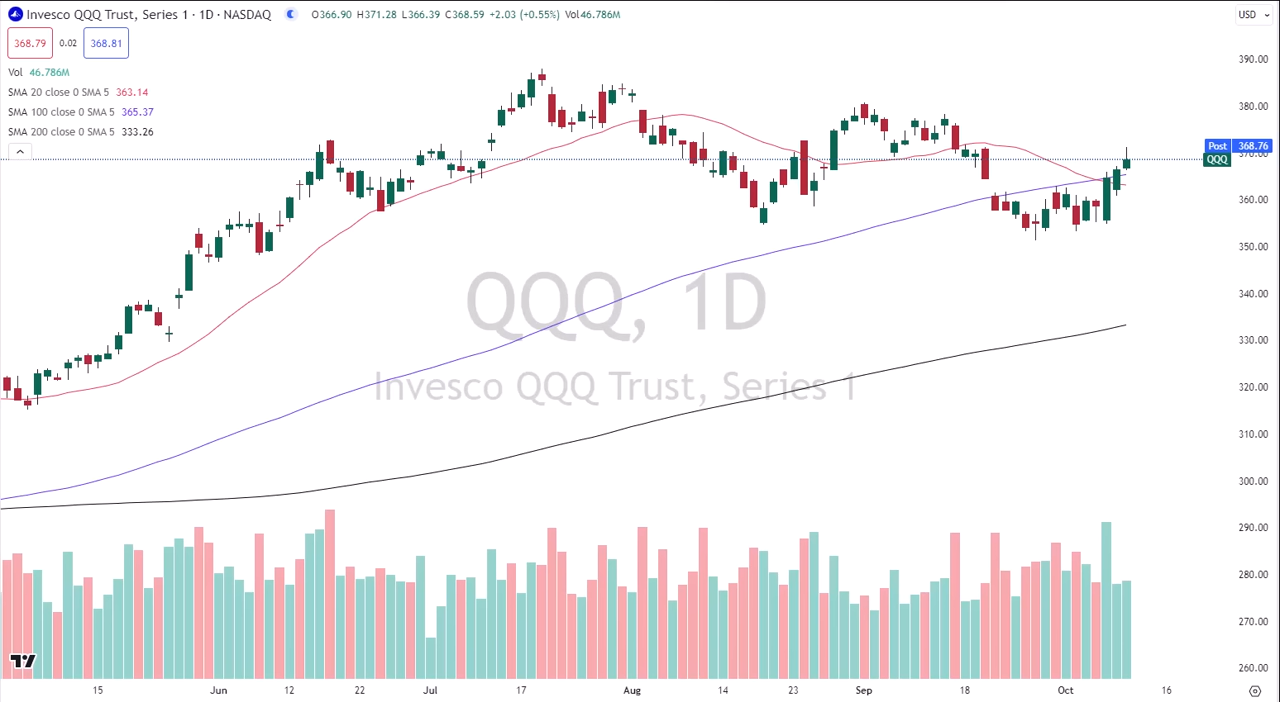 Invesco QQQ Trust, Series 1 · 1D · NASDAQ O366.90 H371.28 L366.39 C368.59 +2.03 (+0.55%) Vol46.786M USD
368.79 0.02 368.81
Vol 46.786M
SMA 20 close 0 SMA 5 363.14
SMA 100 close 0 SMA 5 365.37
SMA 200 close 0 SMA 5 333.26
390.00
380.00
Post 368.76
QQQ
360.00
350.00
340.00
330.00
320.00
310.00
300.00
290.00
280.00
270.00
260.00
QQQ, 1D
Invesco QQQ Trust, Series 1
15 Jun 12 22 Jul 17 Aug 14 23 Sep 18 Oct 16